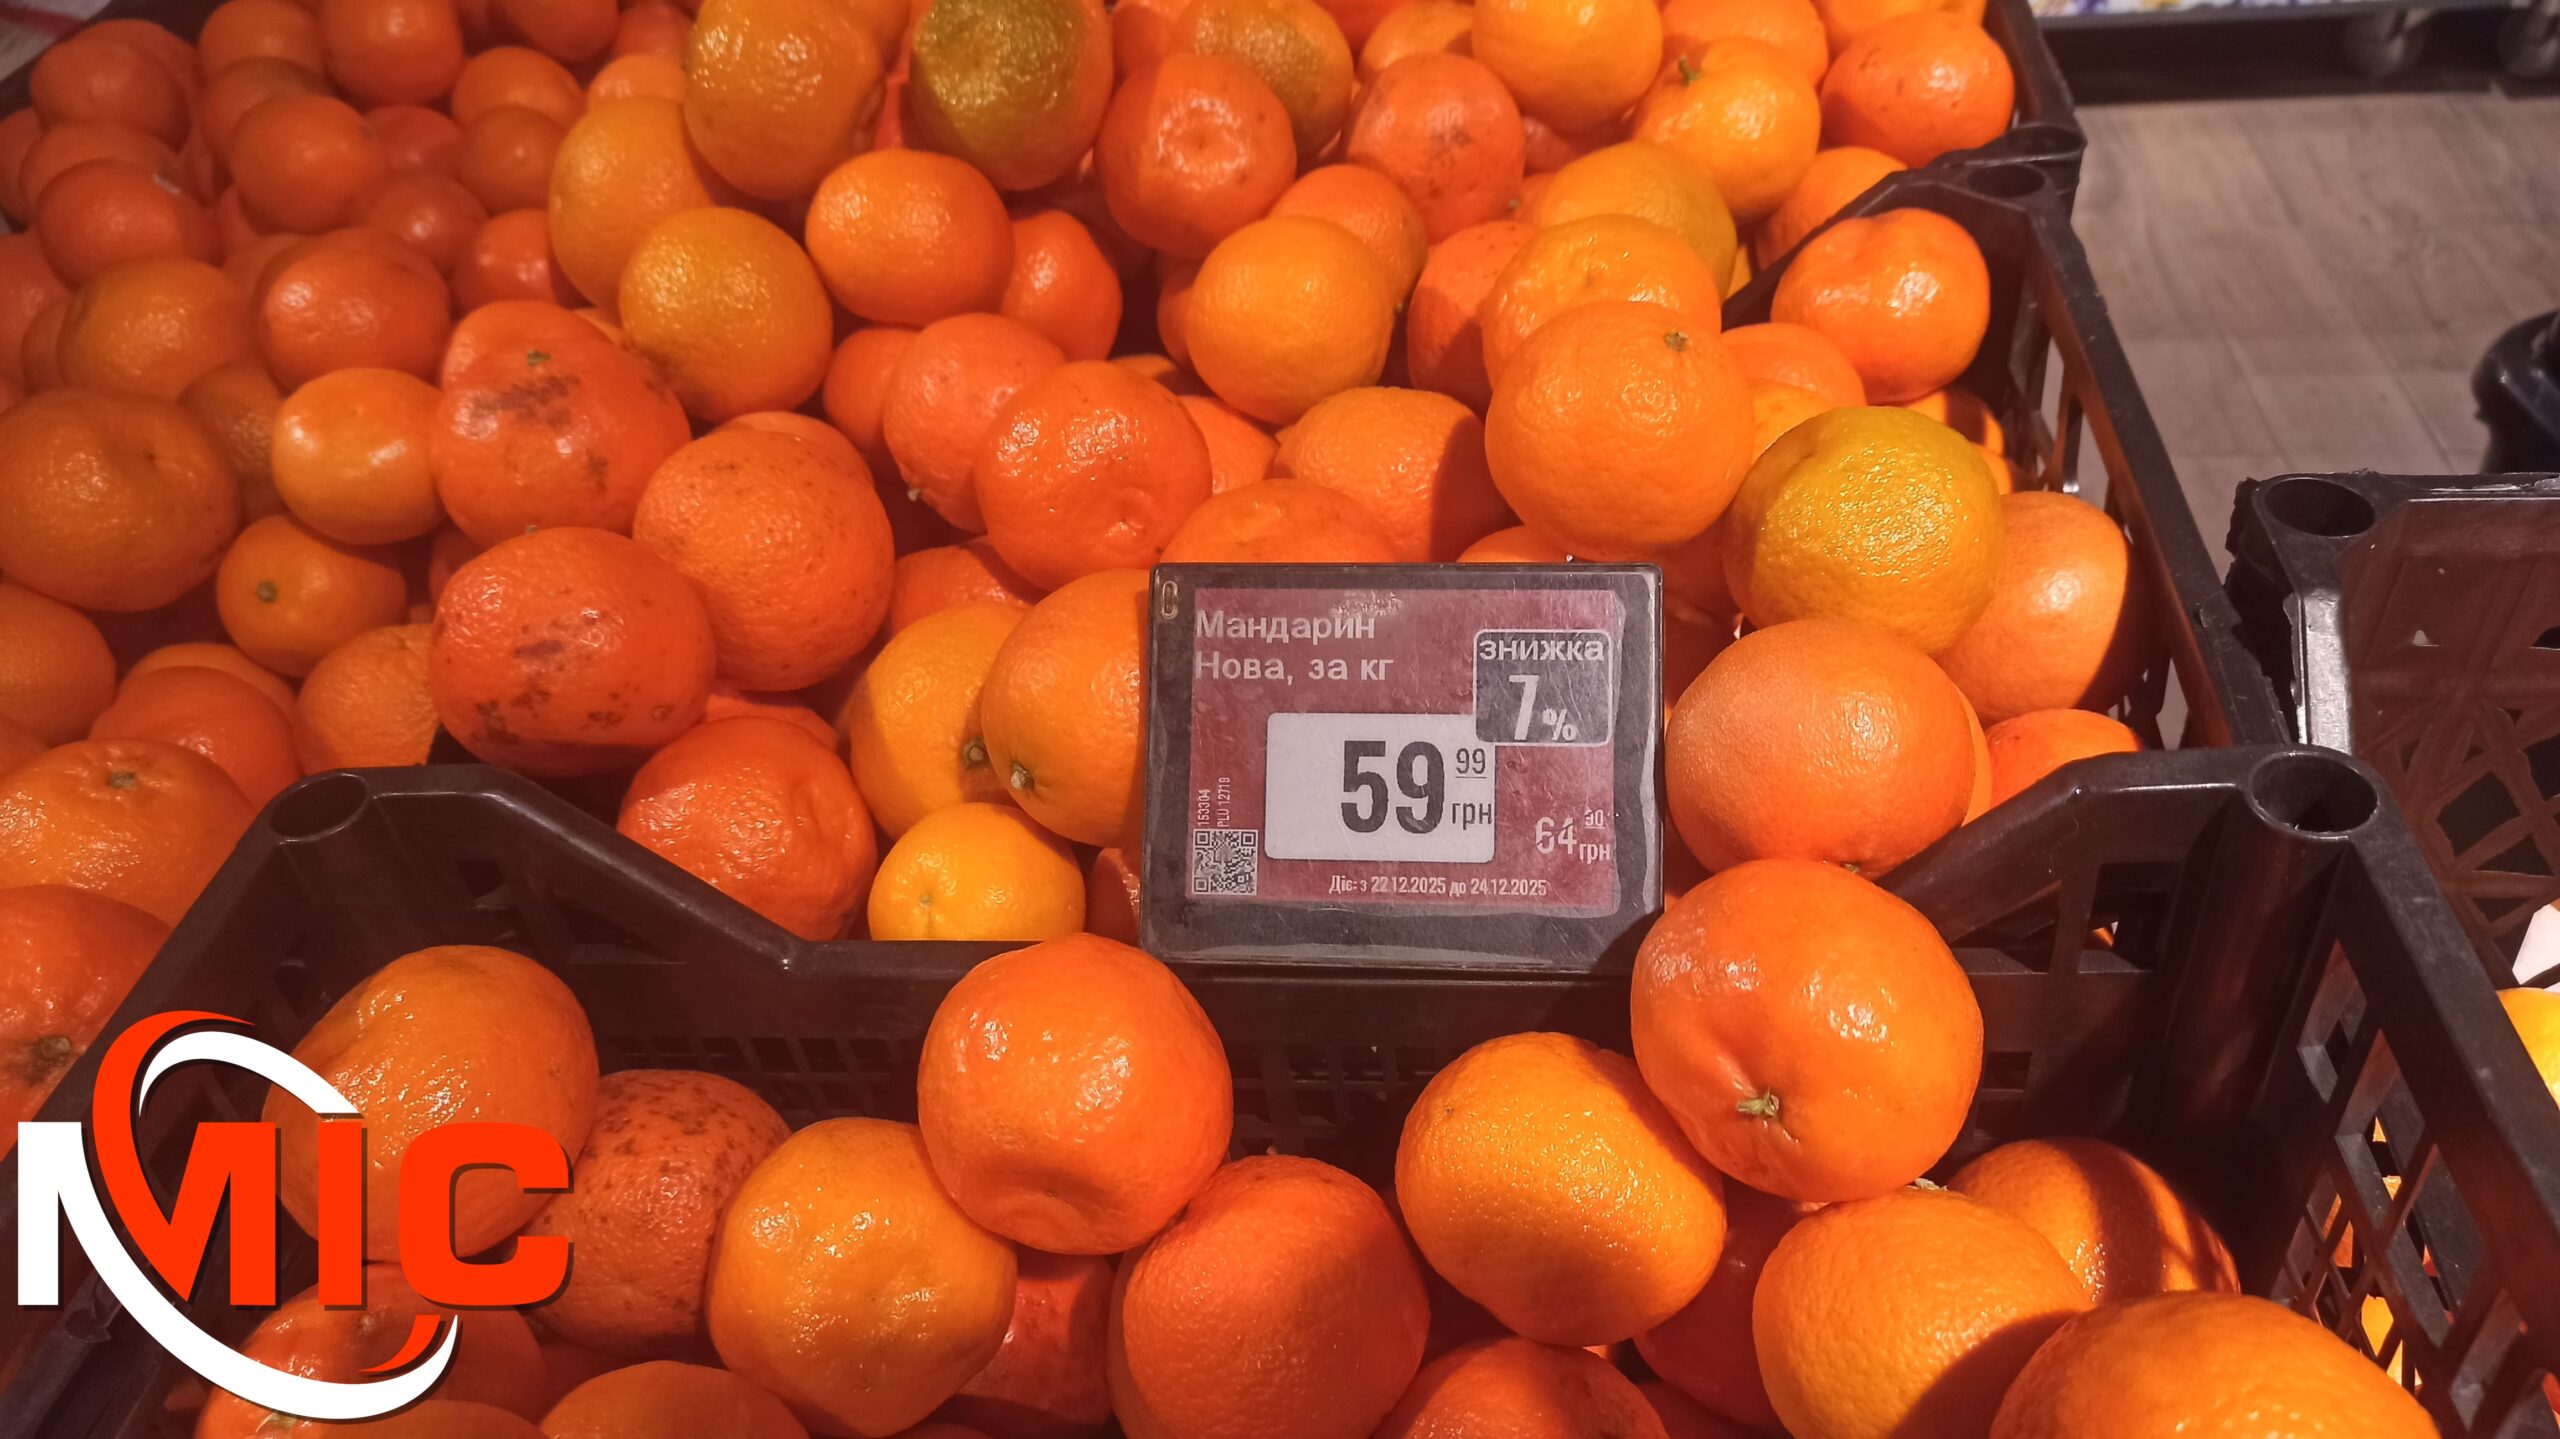 Мандарин
Нова, за кг
знижка
7%
59 99 грн
64 90 грн
153304
PLU 12719
Діє: з 22.12.2025 до 24.12.2025
МІС